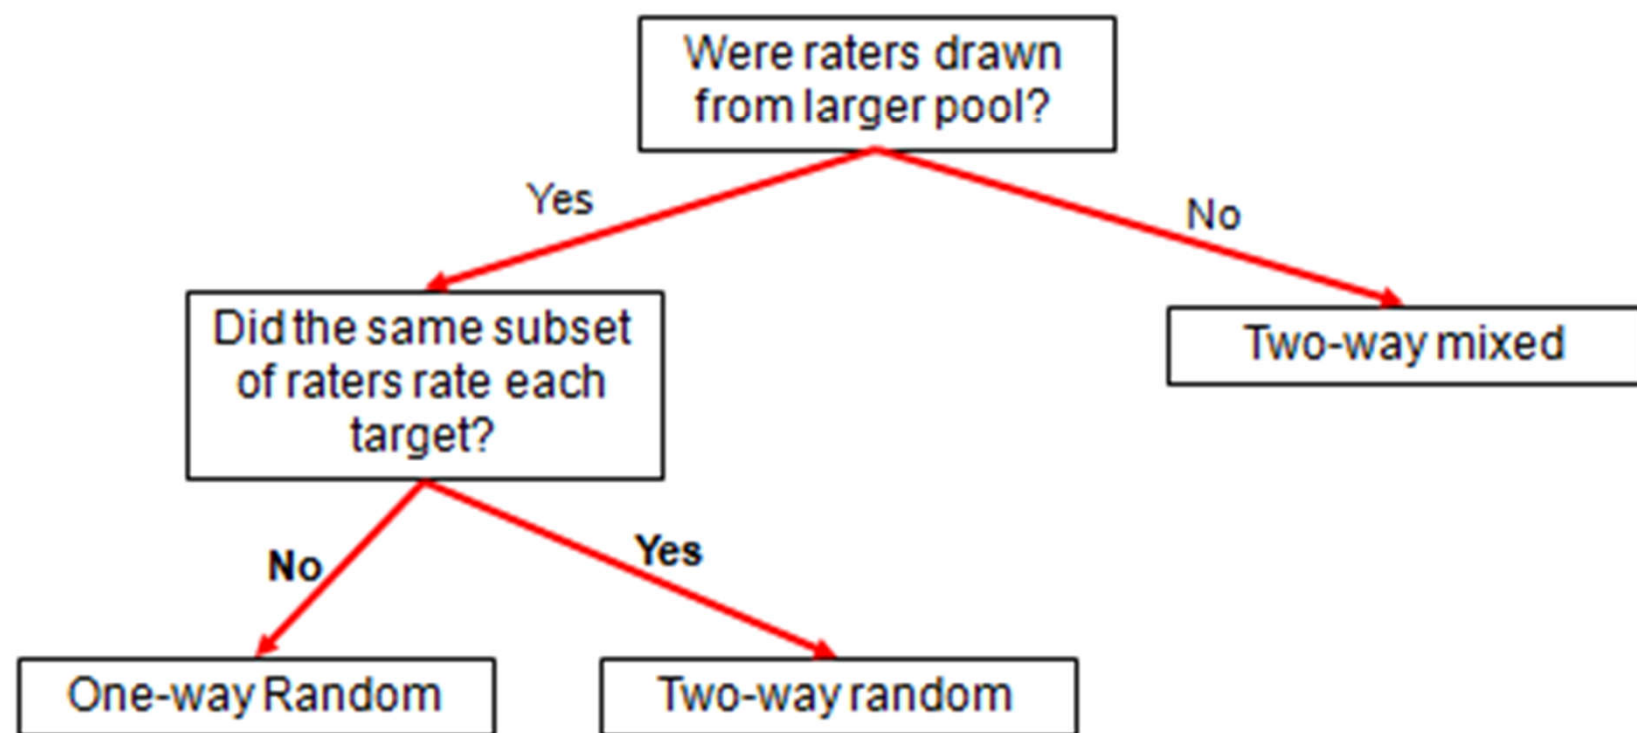 Were raters drawn
from larger pool?
Yes
No
Did the same subset
of raters rate each
target?
Two-way mixed
No
Yes
One-way Random
Two-way random